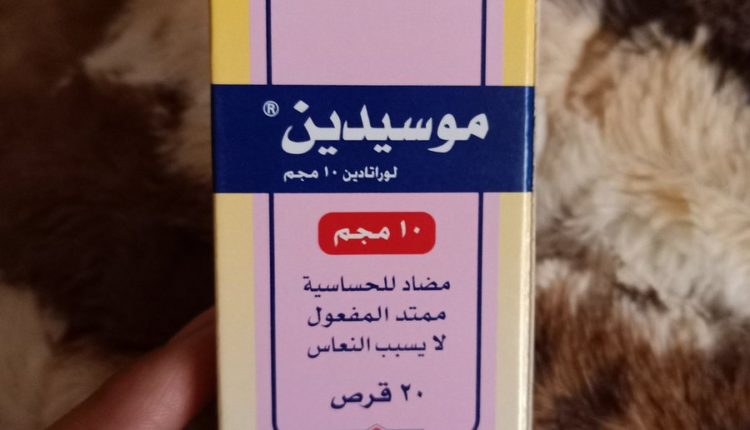 موسيدين ®
لوراتادين ١٠ مجم
١٠ مجم
مضاد للحساسية
ممتد المفعول
لا يسبب النعاس
٢٠ قرص